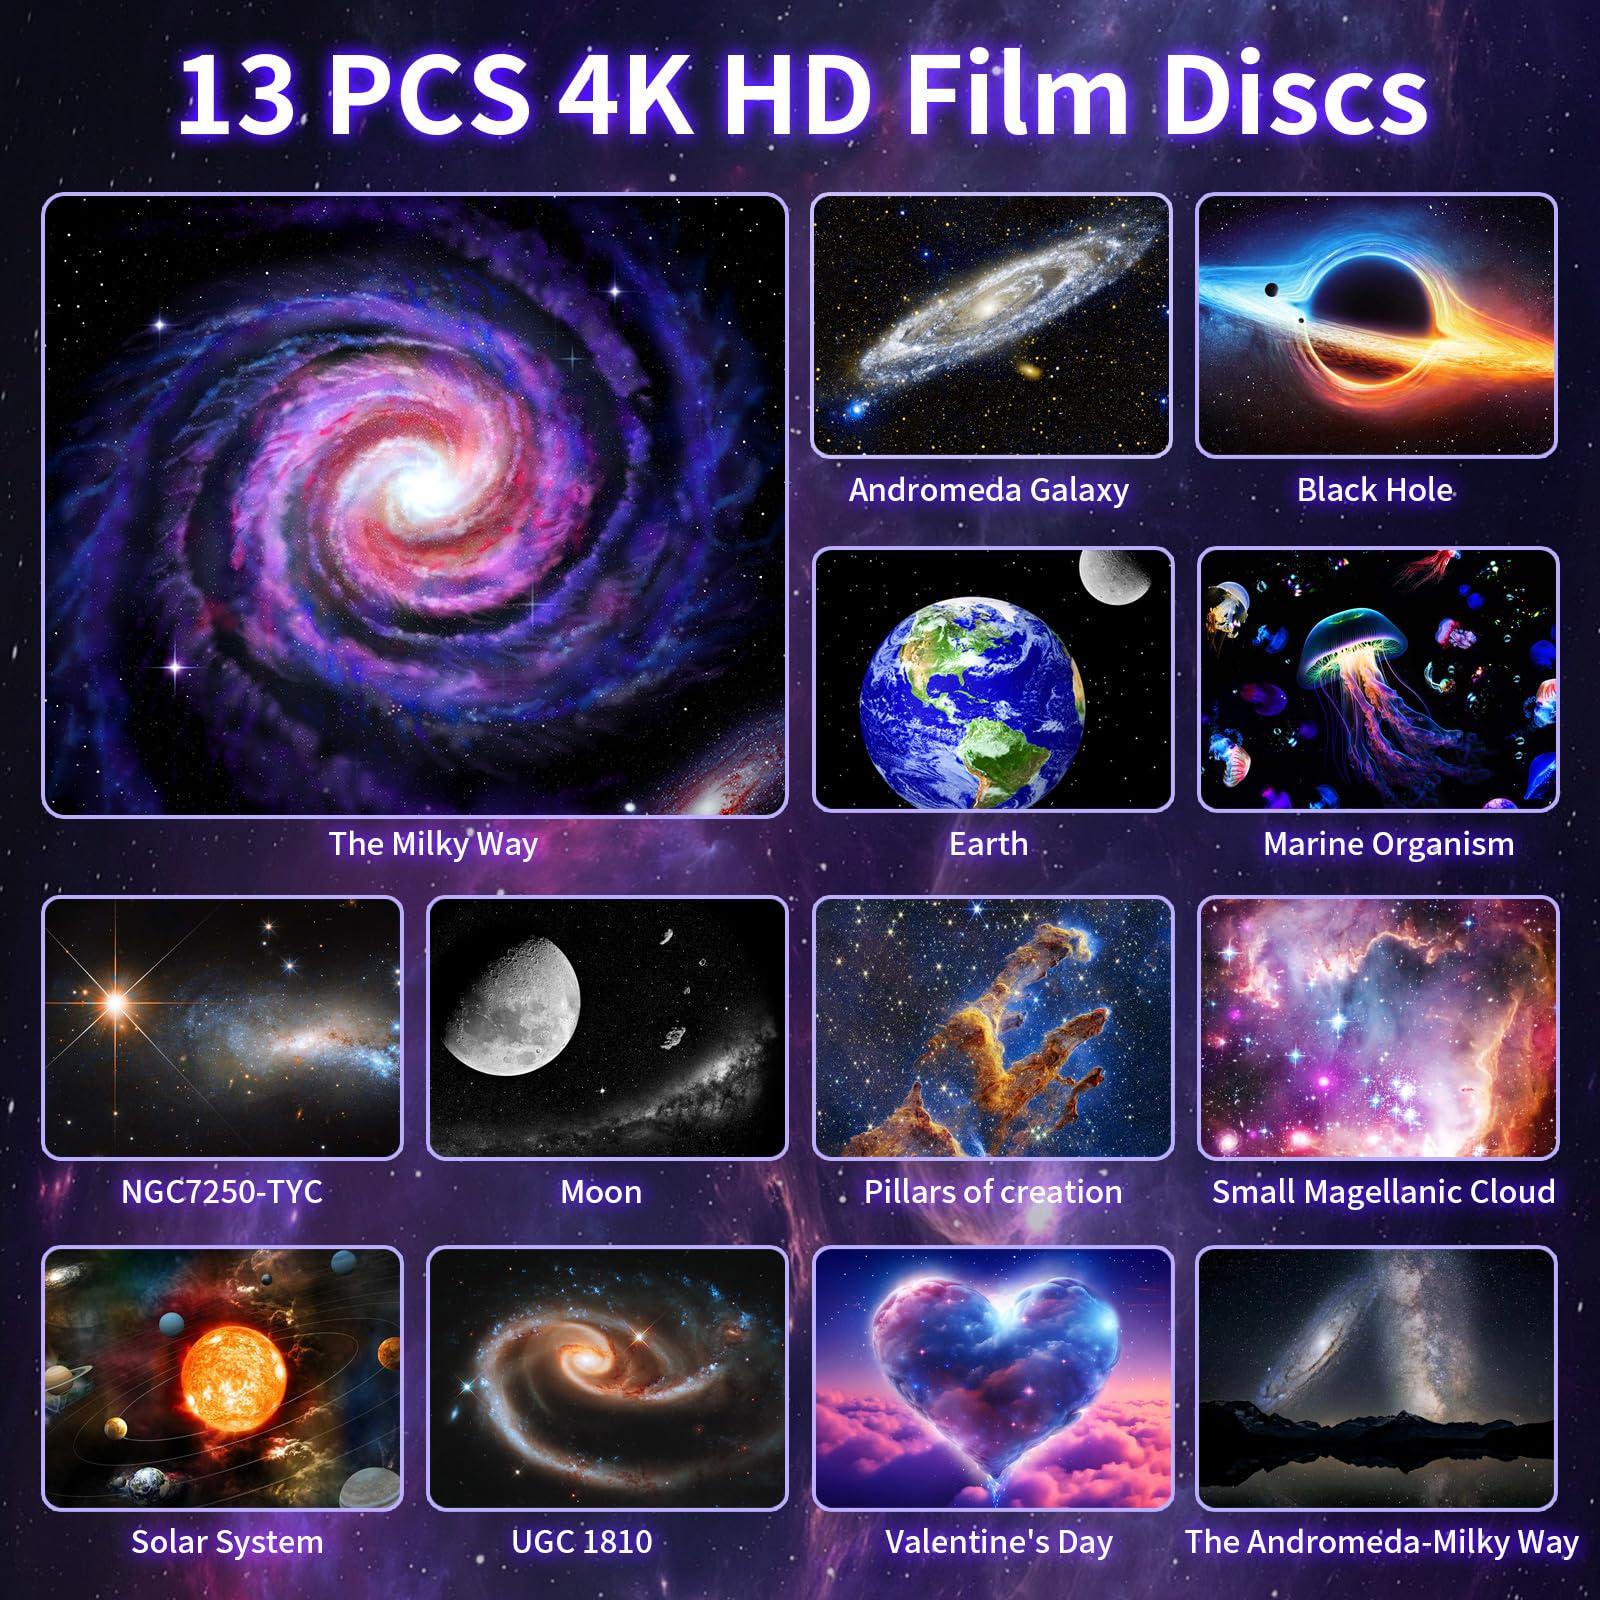 13 PCS 4K HD Film Discs
Andromeda Galaxy
Black Hole
The Milky Way
Earth
Marine Organism
NGC7250-TYC
Moon
Pillars of creation
Small Magellanic Cloud
Solar System
UGC 1810
Valentine's Day
The Andromeda-Milky Way